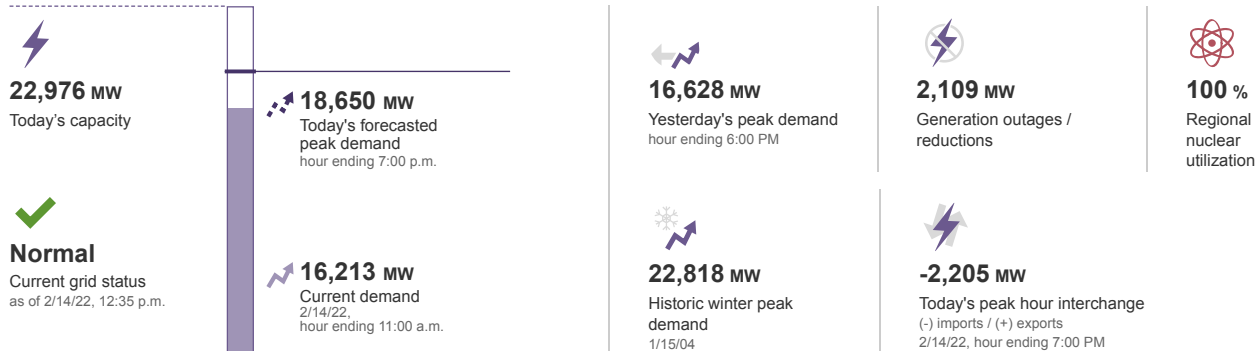 22,976 MW
Today's capacity
Normal
Current grid status
as of 2/14/22, 12:35 p.m.
18,650 MW
Today's forecasted
peak demand
hour ending 7:00 p.m.
16,213 MW
Current demand
2/14/22,
hour ending 11:00 a.m.
16,628 MW
Yesterday's peak demand
hour ending 6:00 PM
2,109 MW
Generation outages /
reductions
100 %
Regional
nuclear
utilization
22,818 MW
Historic winter peak
demand
1/15/04
-2,205 MW
Today's peak hour interchange
(-) imports / (+) exports
2/14/22, hour ending 7:00 PM